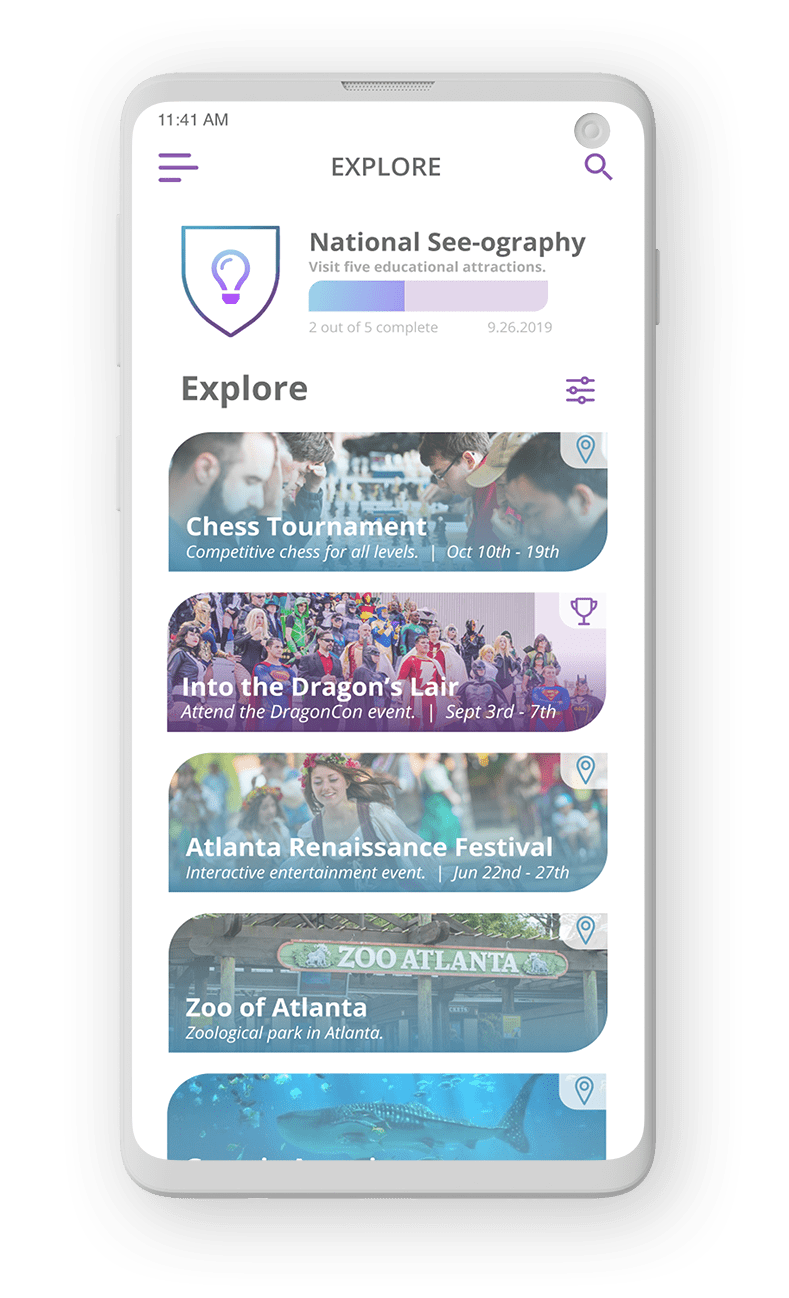 11:41 AM
EXPLORE
National See-ography
Visit five educational attractions.
2 out of 5 complete 9.26.2019
Explore
Chess Tournament
Competitive chess for all levels. | Oct 10th - 19th
Into the Dragon’s Lair
Attend the DragonCon event. | Sept 3rd - 7th
Atlanta Renaissance Festival
Interactive entertainment event. | Jun 22nd - 27th
ZOO ATLANTA
Zoo of Atlanta
Zoological park in Atlanta.